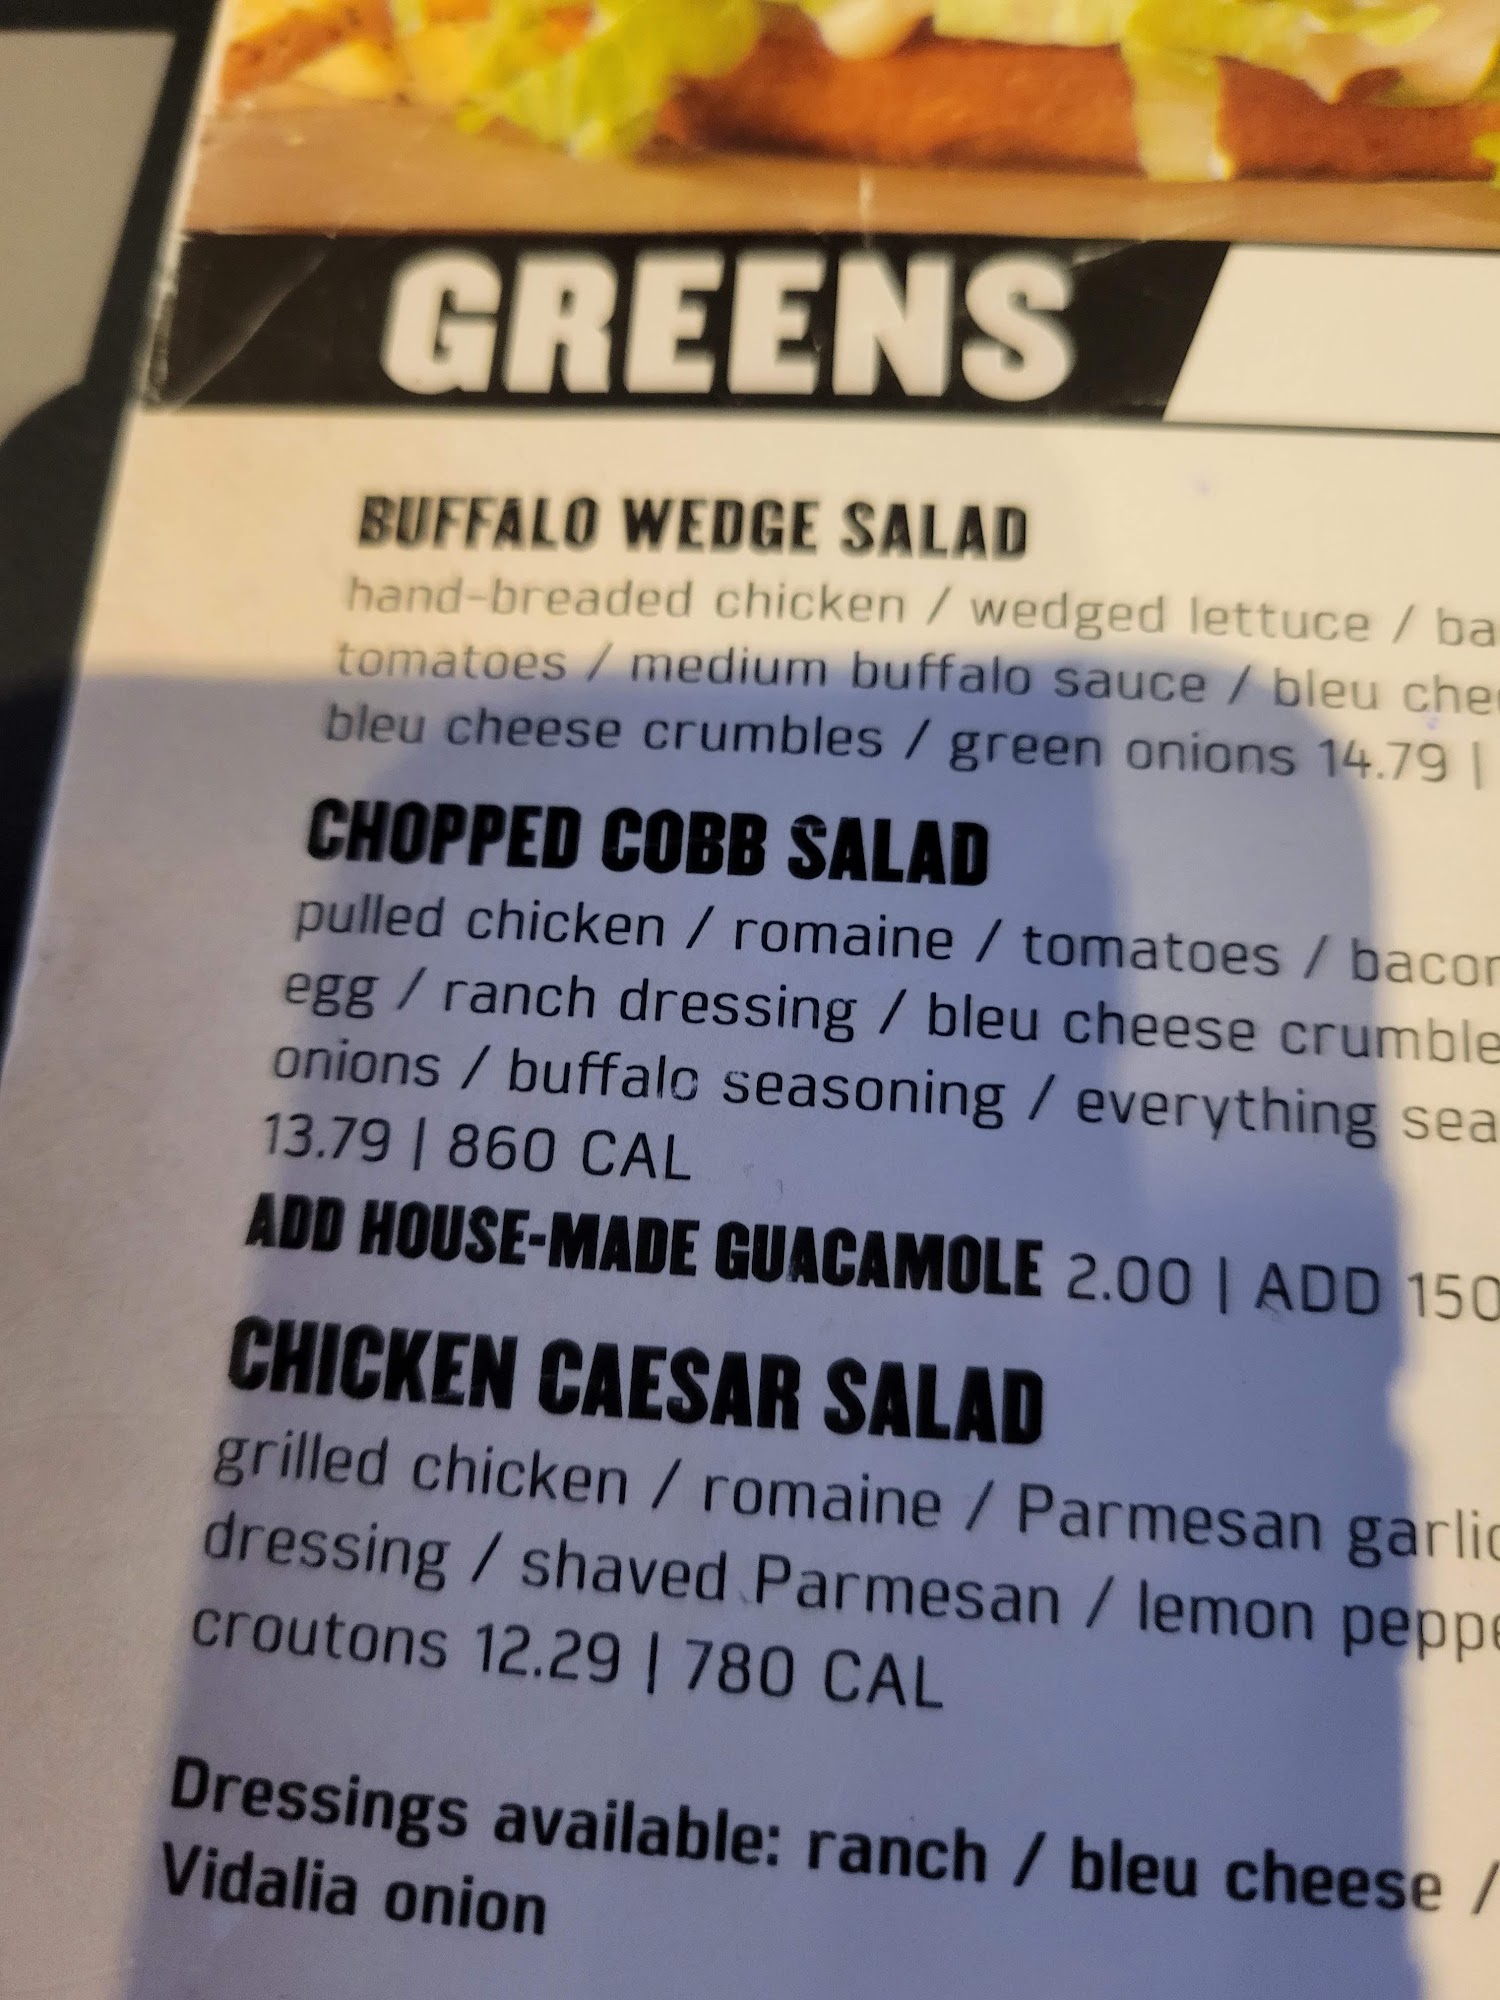 GREENS
BUFFALO WEDGE SALAD
hand-breaded chicken / wedged lettuce /
tomatoes / medium buffalo sauce / bleu
bleu cheese crumbles / green onions 14.79 |
CHOPPED COBB SALAD
pulled chicken / romaine / tomatoes / bacon
egg / ranch dressing / bleu cheese
onions / buffalo seasoning / everything
13.79 | 860 CAL
ADD HOUSE-MADE GUACAMOLE 2.00 | ADD 150
CHICKEN CAESAR SALAD
grilled chicken / romaine / Parmesan garlic
dressing / shaved Parmesan / lemon
croutons 12.29 | 780 CAL
Dressings available: ranch / bleu cheese /
Vidalia onion